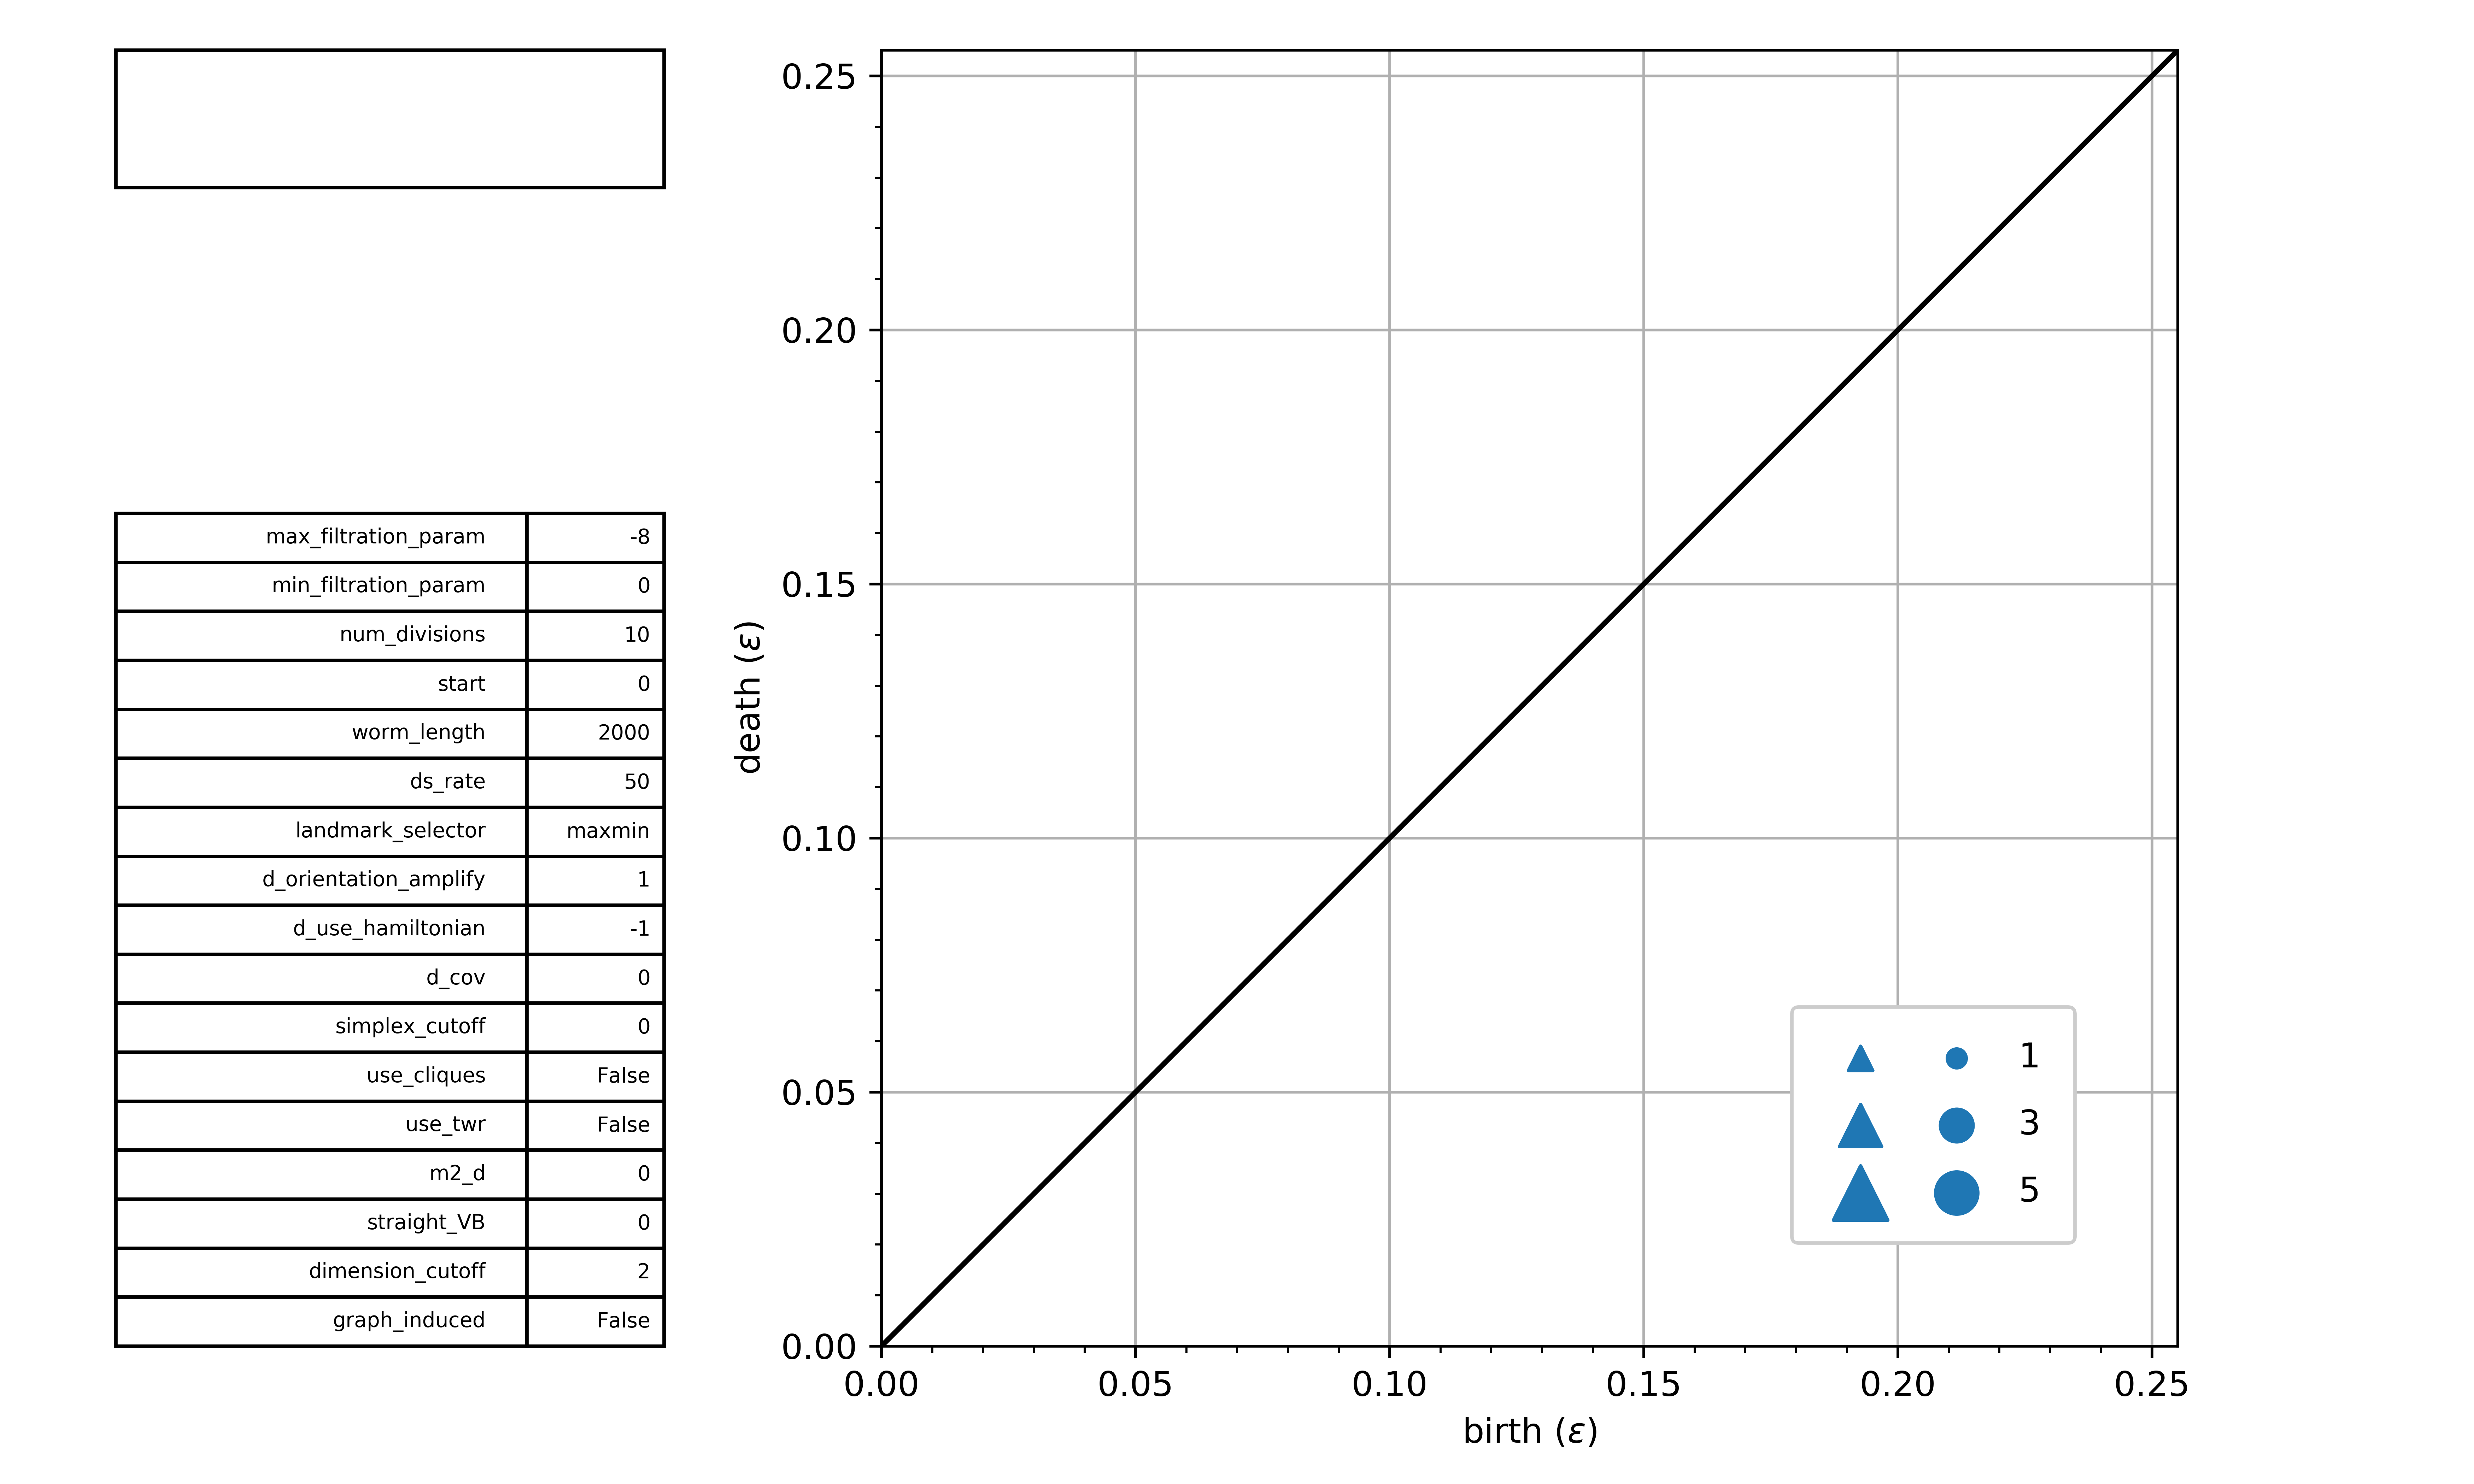 max_filtration_param -8
min_filtration_param 0
num_divisions 10
start 0
worm_length 2000
ds_rate 50
landmark_selector maxmin
d_orientation_amplify 1
d_use_hamiltonian -1
d_cov 0
simplex_cutoff 0
use_cliques False
use_twr False
m2_d 0
straight_VB 0
dimension_cutoff 2
graph_induced False
death (ε)
0.25
0.20
0.15
0.10
0.05
0.00
0.00 0.05 0.10 0.15 0.20 0.25
birth (ε)
1
3
5